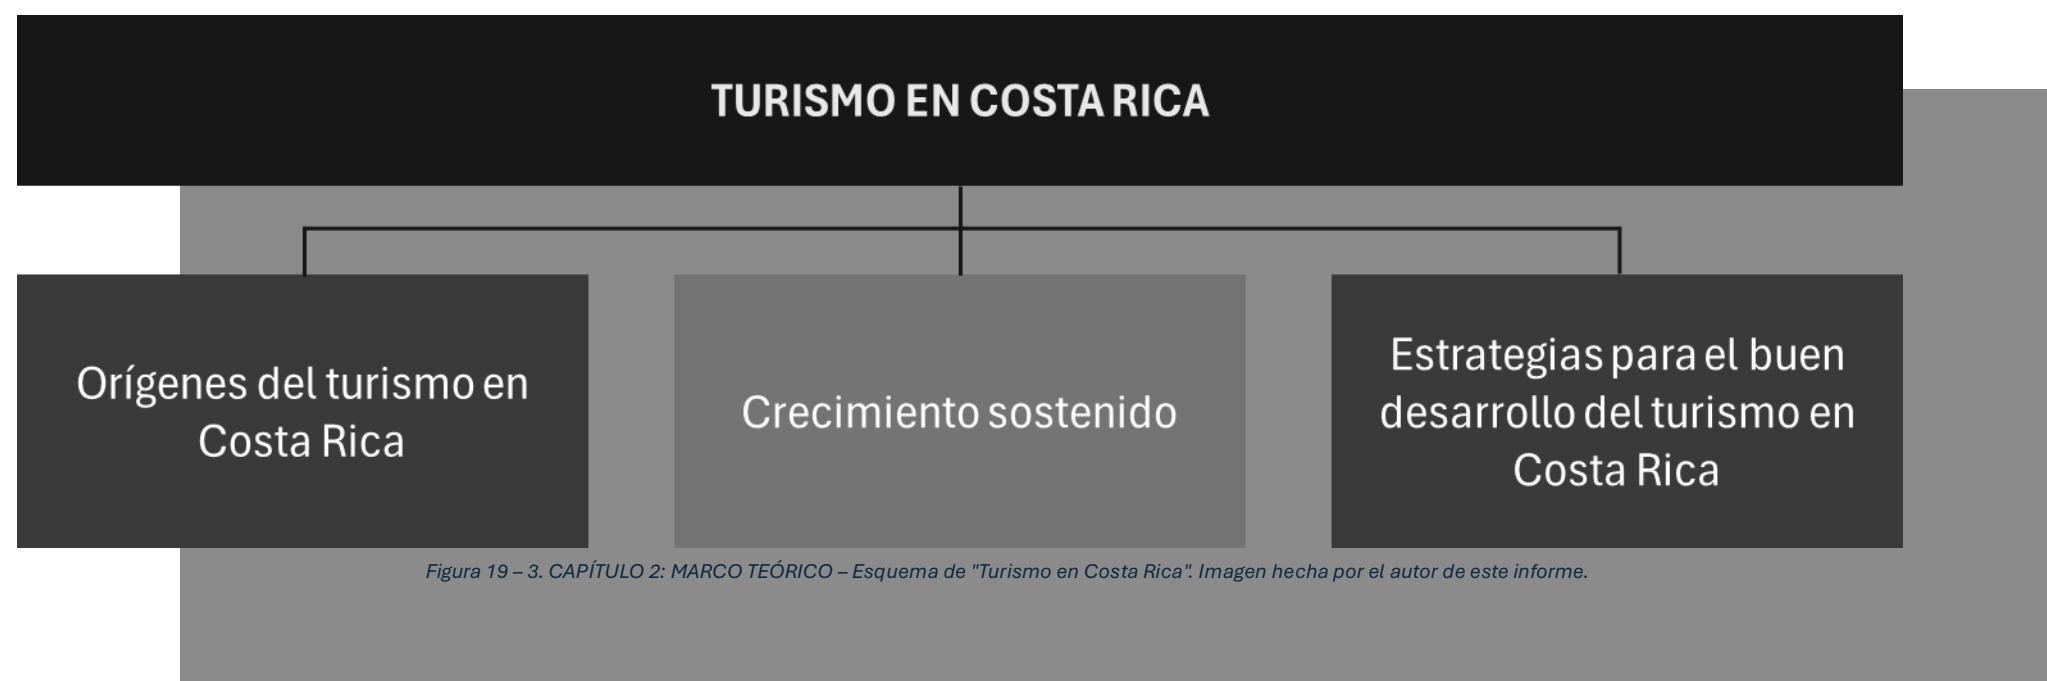 TURISMO EN COSTA RICA
Orígenes del turismo en
Costa Rica
Crecimiento sostenido
Estrategias para el buen
desarrollo del turismo en
Costa Rica
Figura 19 – 3. CAPÍTULO 2: MARCO TEÓRICO – Esquema de "Turismo en Costa Rica". Imagen hecha por el autor de este informe.